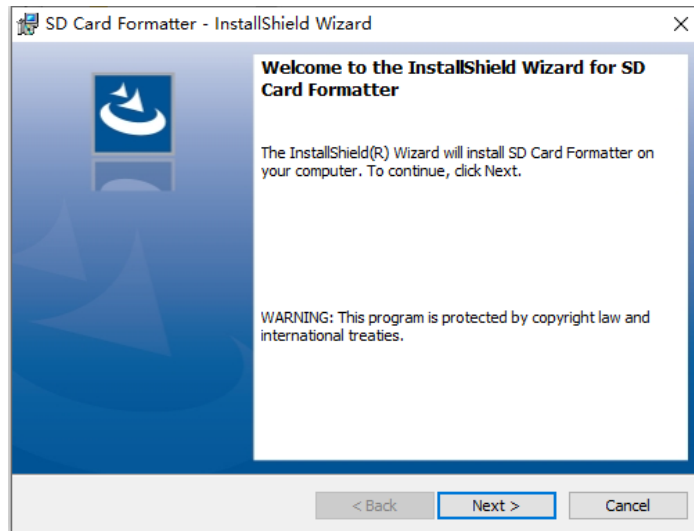 SD Card Formatter - InstallShield Wizard
Welcome to the InstallShield Wizard for SD
Card Formatter
The InstallShield(R) Wizard will install SD Card Formatter on
your computer. To continue, click Next.
WARNING: This program is protected by copyright law and
international treaties.
< Back
Next >
Cancel